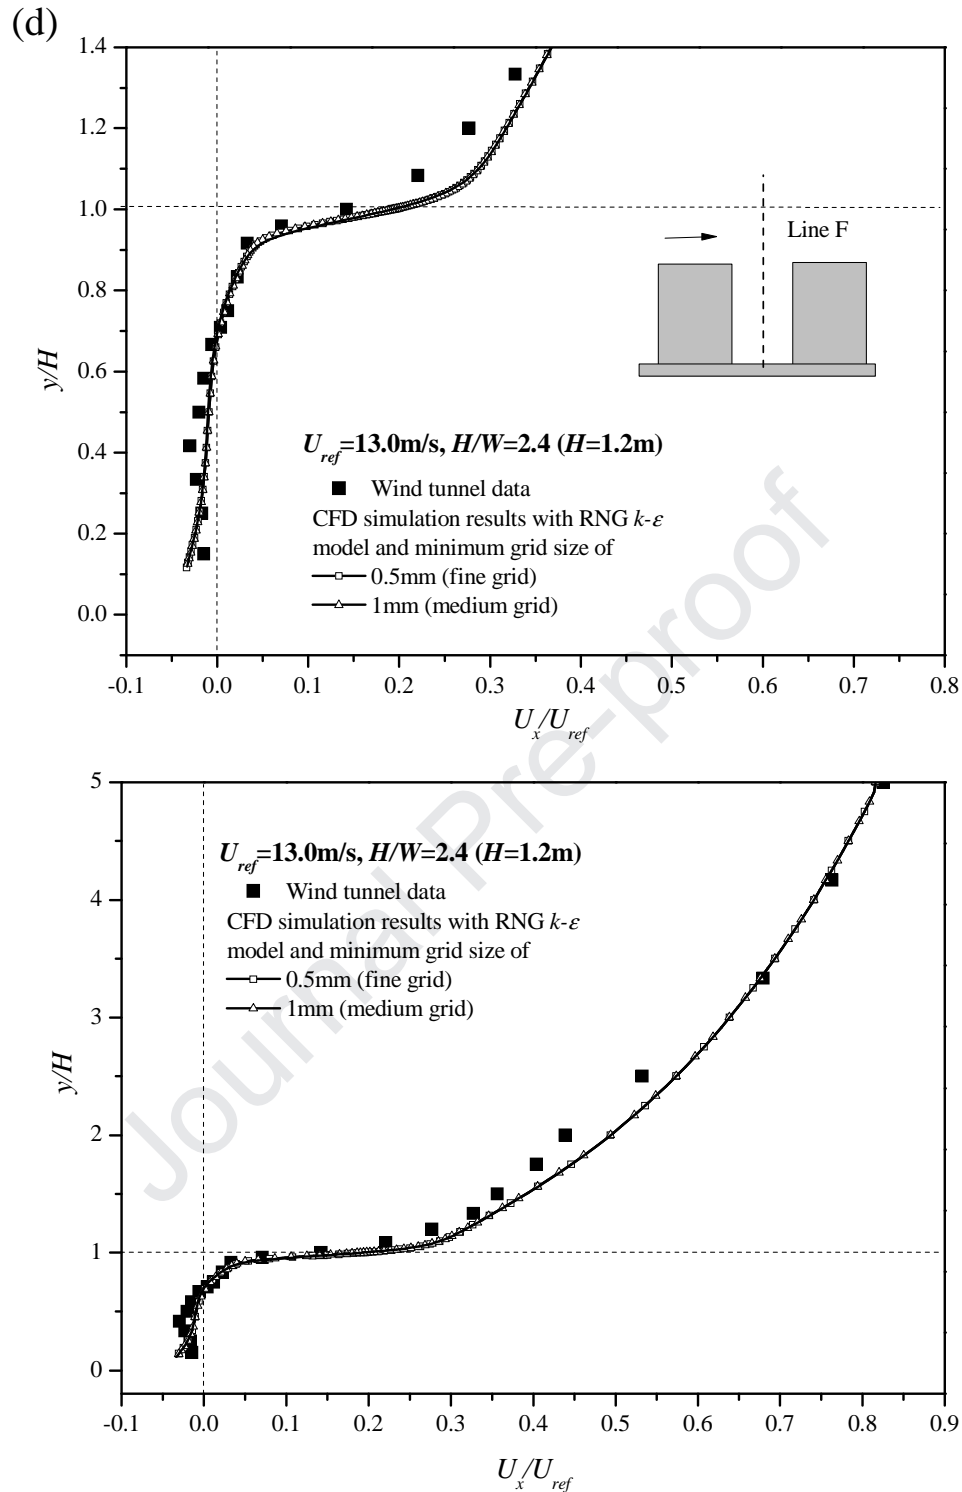 (d)
1.4
1.2
1.0
0.8
0.6
0.4
0.2
0.0
y/H
Line F
U_ref=13.0m/s, H/W=2.4 (H=1.2m)
Wind tunnel data
CFD simulation results with RNG k-ε
model and minimum grid size of
0.5mm (fine grid)
1mm (medium grid)
-0.1 0.0 0.1 0.2 0.3 0.4 0.5 0.6 0.7 0.8
U_x/U_ref
5
4
3
2
1
0
y/H
U_ref=13.0m/s, H/W=2.4 (H=1.2m)
Wind tunnel data
CFD simulation results with RNG k-ε
model and minimum grid size of
0.5mm (fine grid)
1mm (medium grid)
-0.1 0.0 0.1 0.2 0.3 0.4 0.5 0.6 0.7 0.8 0.9
U_x/U_ref
Journal Pre-proof